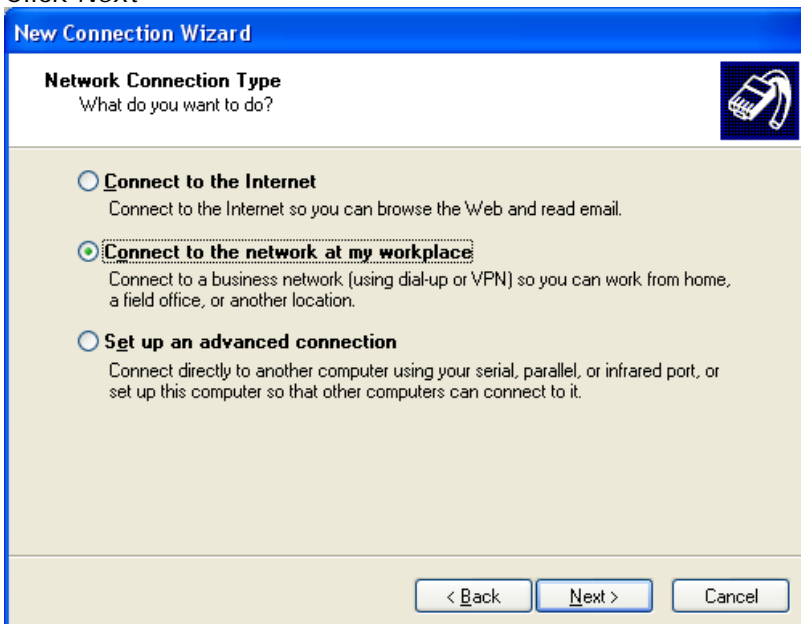 Click Next
New Connection Wizard
Network Connection Type
What do you want to do?
Connect to the Internet
Connect to the Internet so you can browse the Web and read email.
Connect to the network at my workplace
Connect to a business network (using dial-up or VPN) so you can work from home,
a field office, or another location.
Set up an advanced connection
Connect directly to another computer using your serial, parallel, or infrared port, or
set up this computer so that other computers can connect to it.
< Back Next > Cancel